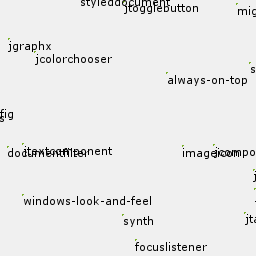 styleddocument
jtogglebutton
mig
jgraphx
jcolorchooser
s
always-on-top
fig
s
documentfilter
jtextcomponent
imageicon
jcompo
j
windows-look-and-feel
synth
jta
focuslistener